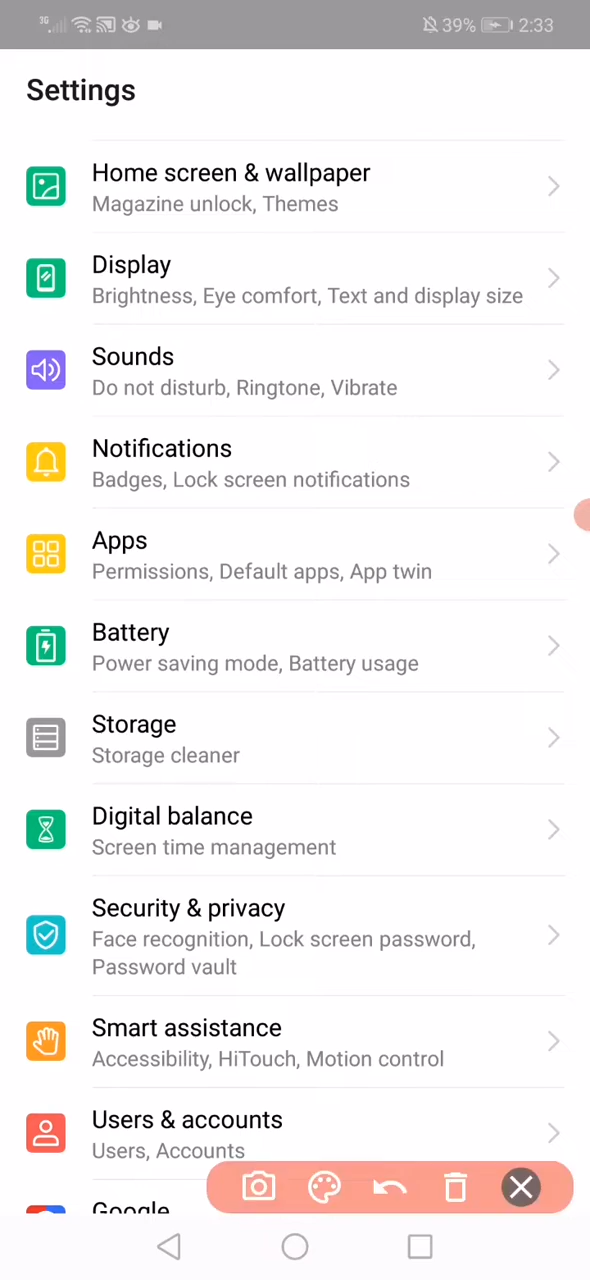 3G
39%
2:33
Settings
Home screen & wallpaper
Magazine unlock, Themes
Display
Brightness, Eye comfort, Text and display size
Sounds
Do not disturb, Ringtone, Vibrate
Notifications
Badges, Lock screen notifications
Apps
Permissions, Default apps, App twin
Battery
Power saving mode, Battery usage
Storage
Storage cleaner
Digital balance
Screen time management
Security & privacy
Face recognition, Lock screen password,
Password vault
Smart assistance
Accessibility, HiTouch, Motion control
Users & accounts
Users, Accounts
Google